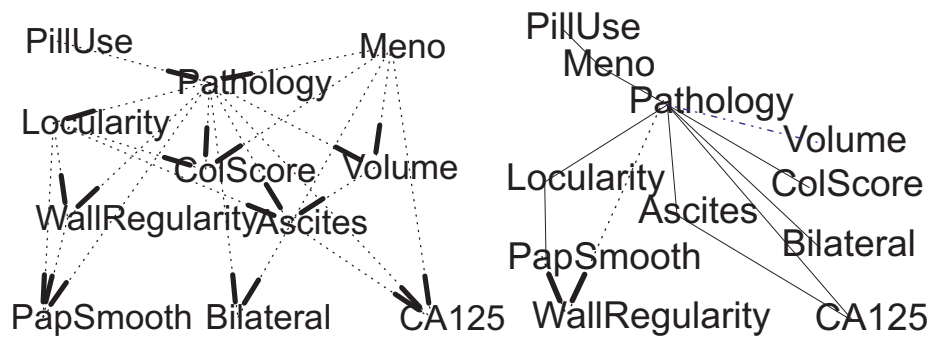 PillUse
Meno
Pathology
Locularity
ColScore
Volume
WallRegularity
Ascites
PapSmooth
Bilateral
CA125
PillUse
Meno
Pathology
Volume
Locularity
ColScore
Ascites
Bilateral
PapSmooth
WallRegularity
CA125